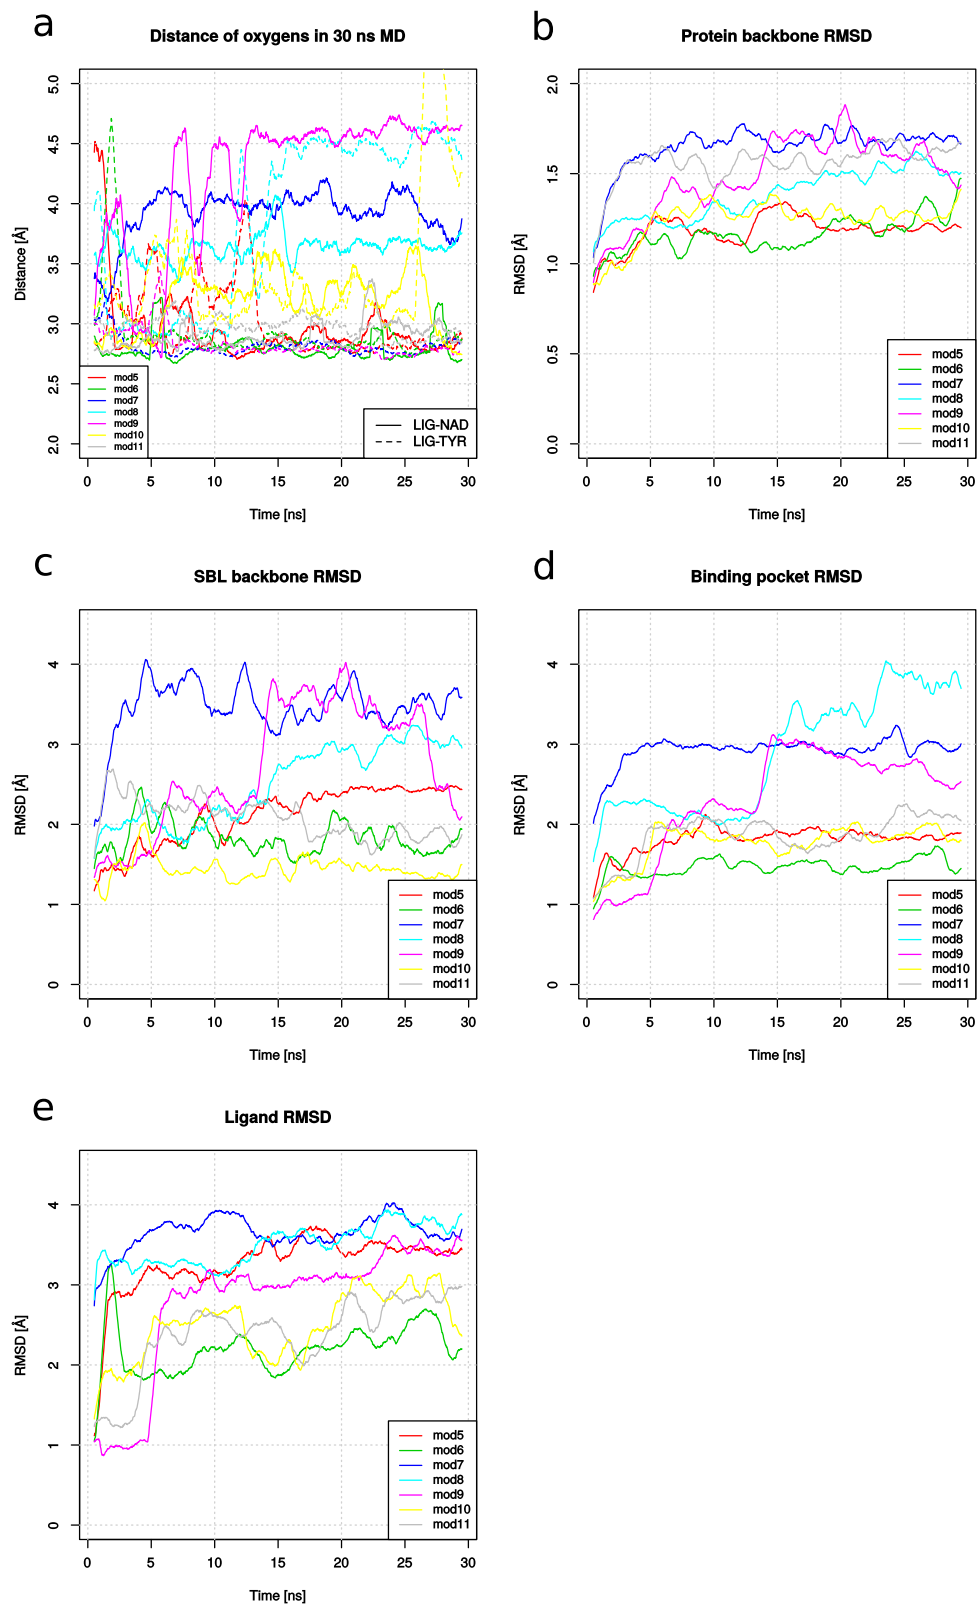 a
Distance of oxygens in 30 ns MD
Distance [Å]
5.0
4.5
4.0
3.5
3.0
2.5
2.0
mod5
mod6
mod7
mod8
mod9
mod10
mod11
LIG-NAD
LIG-TYR
0 5 10 15 20 25 30
Time [ns]
b
Protein backbone RMSD
RMSD [Å]
2.0
1.5
1.0
0.5
0.0
mod5
mod6
mod7
mod8
mod9
mod10
mod11
0 5 10 15 20 25 30
Time [ns]
c
SBL backbone RMSD
RMSD [Å]
4
3
2
1
0
mod5
mod6
mod7
mod8
mod9
mod10
mod11
0 5 10 15 20 25 30
Time [ns]
d
Binding pocket RMSD
RMSD [Å]
4
3
2
1
0
mod5
mod6
mod7
mod8
mod9
mod10
mod11
0 5 10 15 20 25 30
Time [ns]
e
Ligand RMSD
RMSD [Å]
4
3
2
1
0
mod5
mod6
mod7
mod8
mod9
mod10
mod11
0 5 10 15 20 25 30
Time [ns]